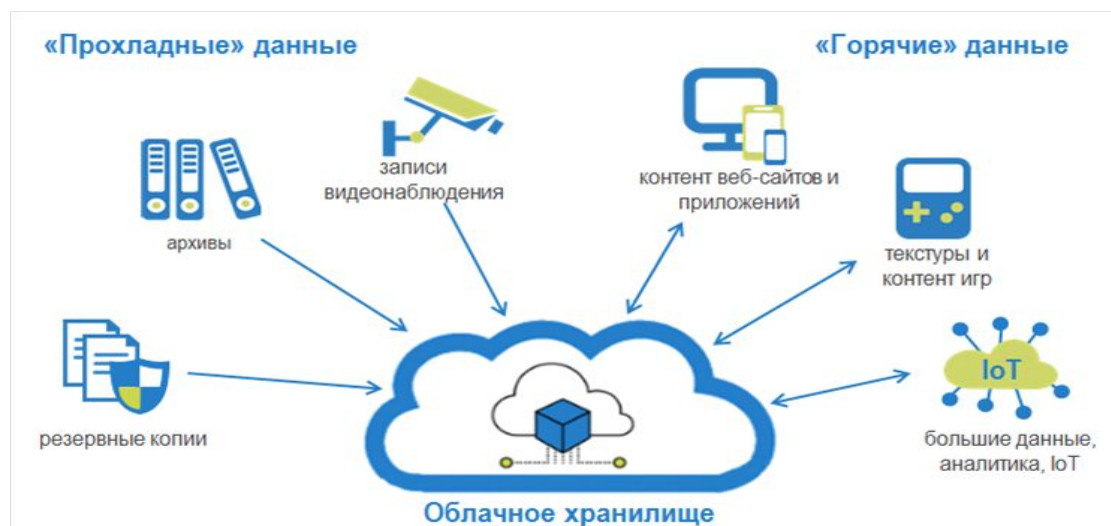 «Прохладные» данные
«Горячие» данные
записи
видеонаблюдения
контент веб-сайтов и
приложений
архивы
текстуры и
контент игр
IoT
резервные копии
большие данные,
аналитика, IoT
Облачное хранилище